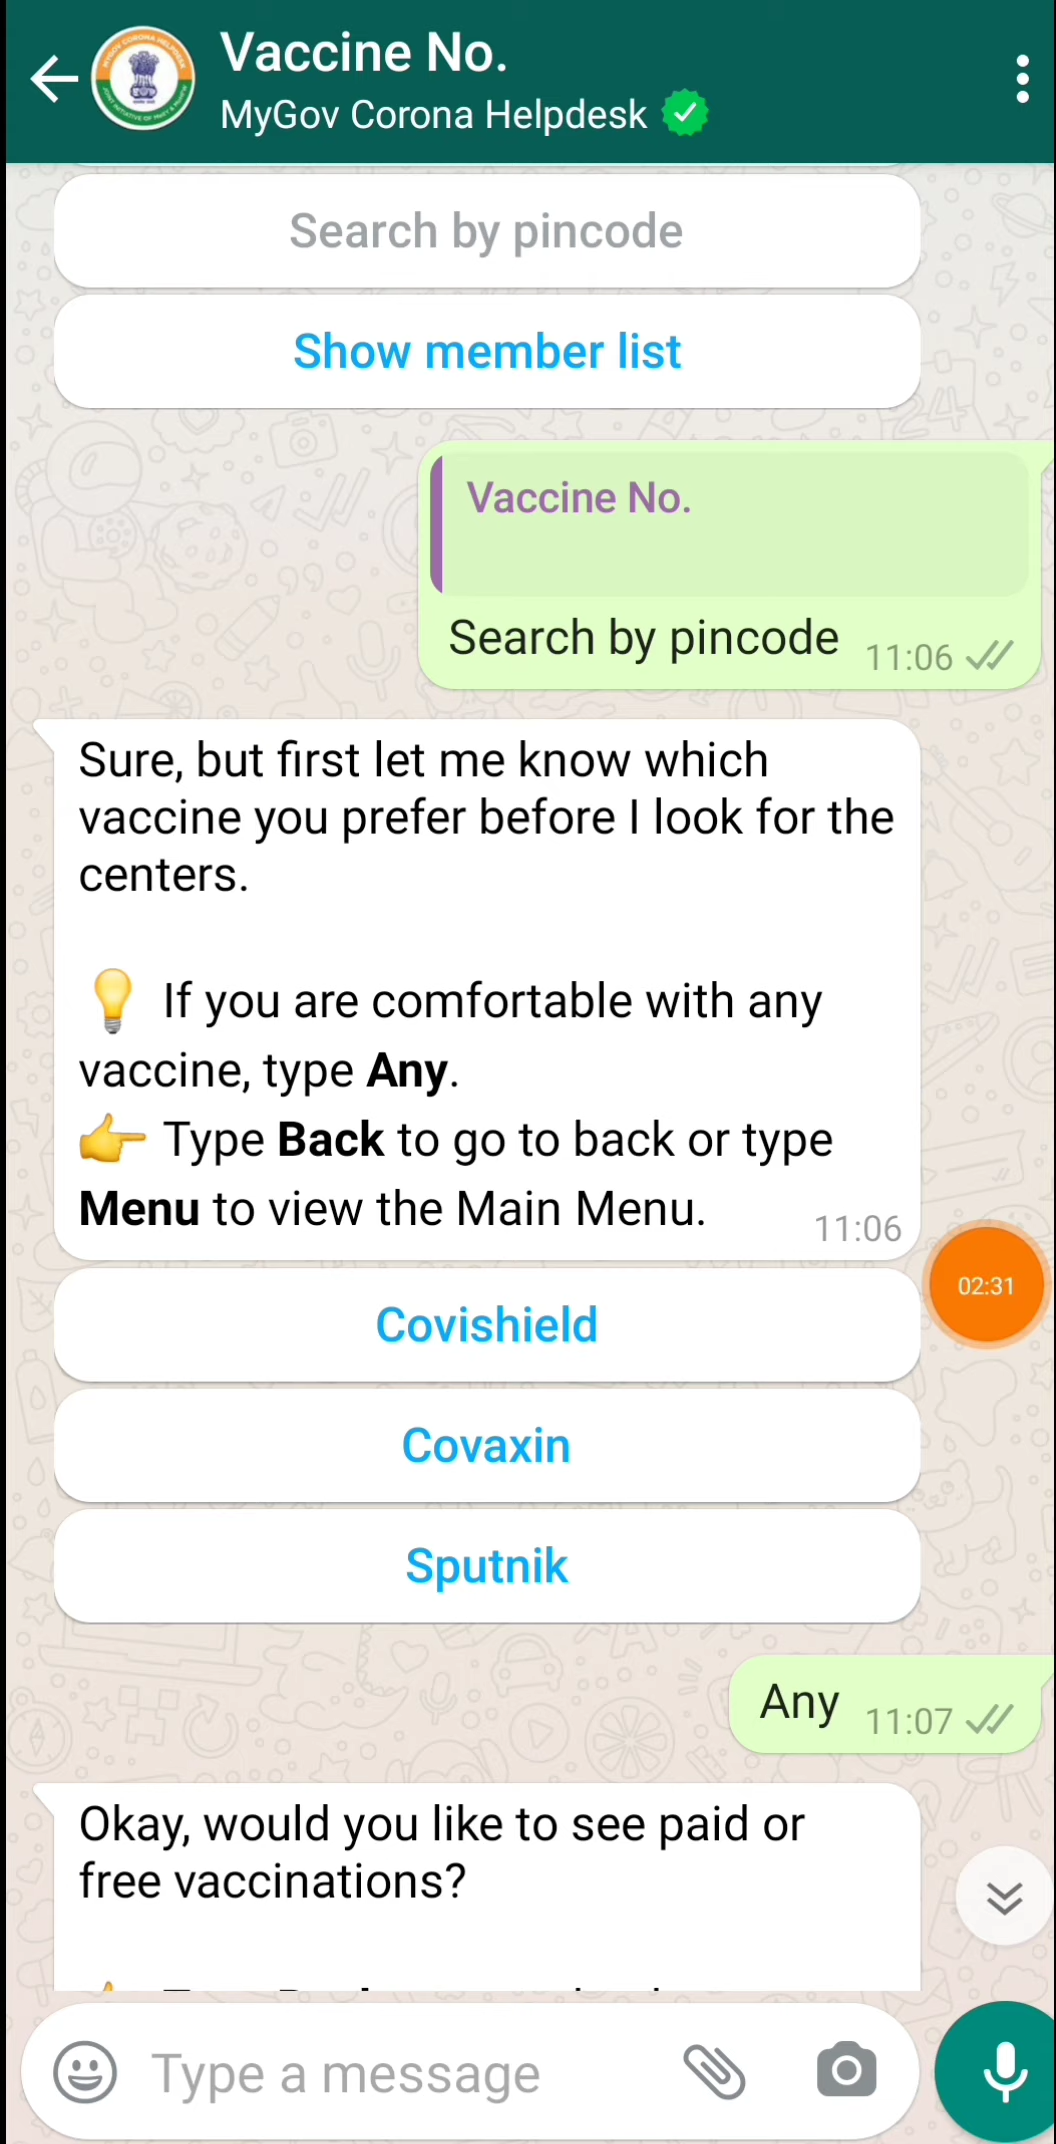 Vaccine No.
MyGov Corona Helpdesk
Search by pincode
Show member list
Vaccine No.
Search by pincode 11:06
Sure, but first let me know which
vaccine you prefer before I look for the
centers.
💡 If you are comfortable with any
vaccine, type Any.
👉 Type Back to go to back or type
Menu to view the Main Menu. 11:06
02:31
Covishield
Covaxin
Sputnik
Any 11:07
Okay, would you like to see paid or
free vaccinations?
Type a message